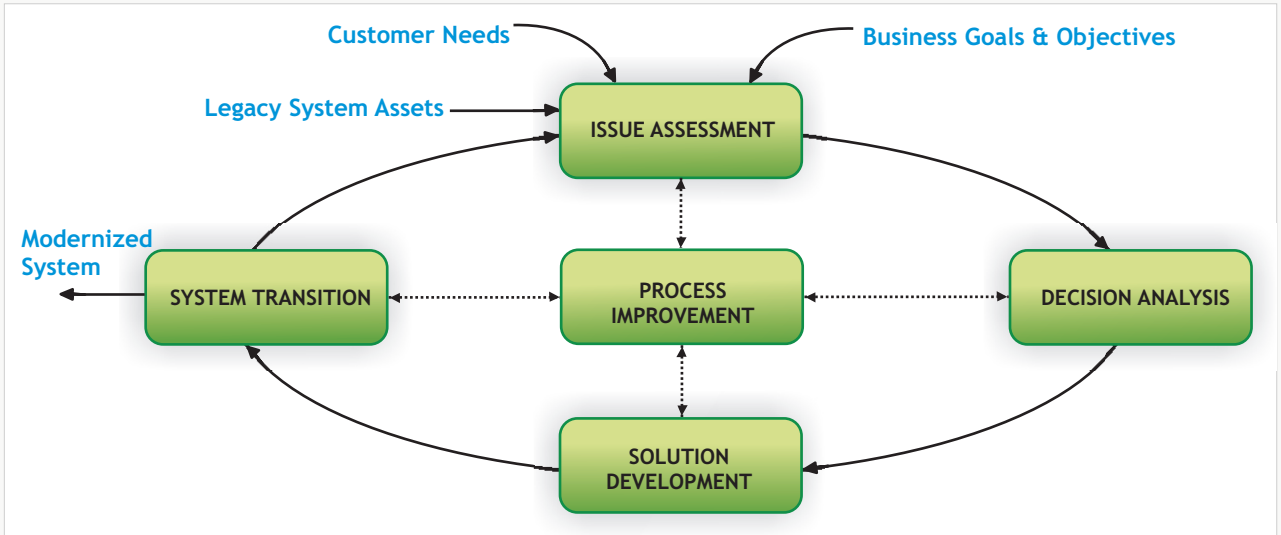 Customer Needs
Business Goals & Objectives
Legacy System Assets
ISSUE ASSESSMENT
Modernized
System
SYSTEM TRANSITION
PROCESS
IMPROVEMENT
DECISION ANALYSIS
SOLUTION
DEVELOPMENT